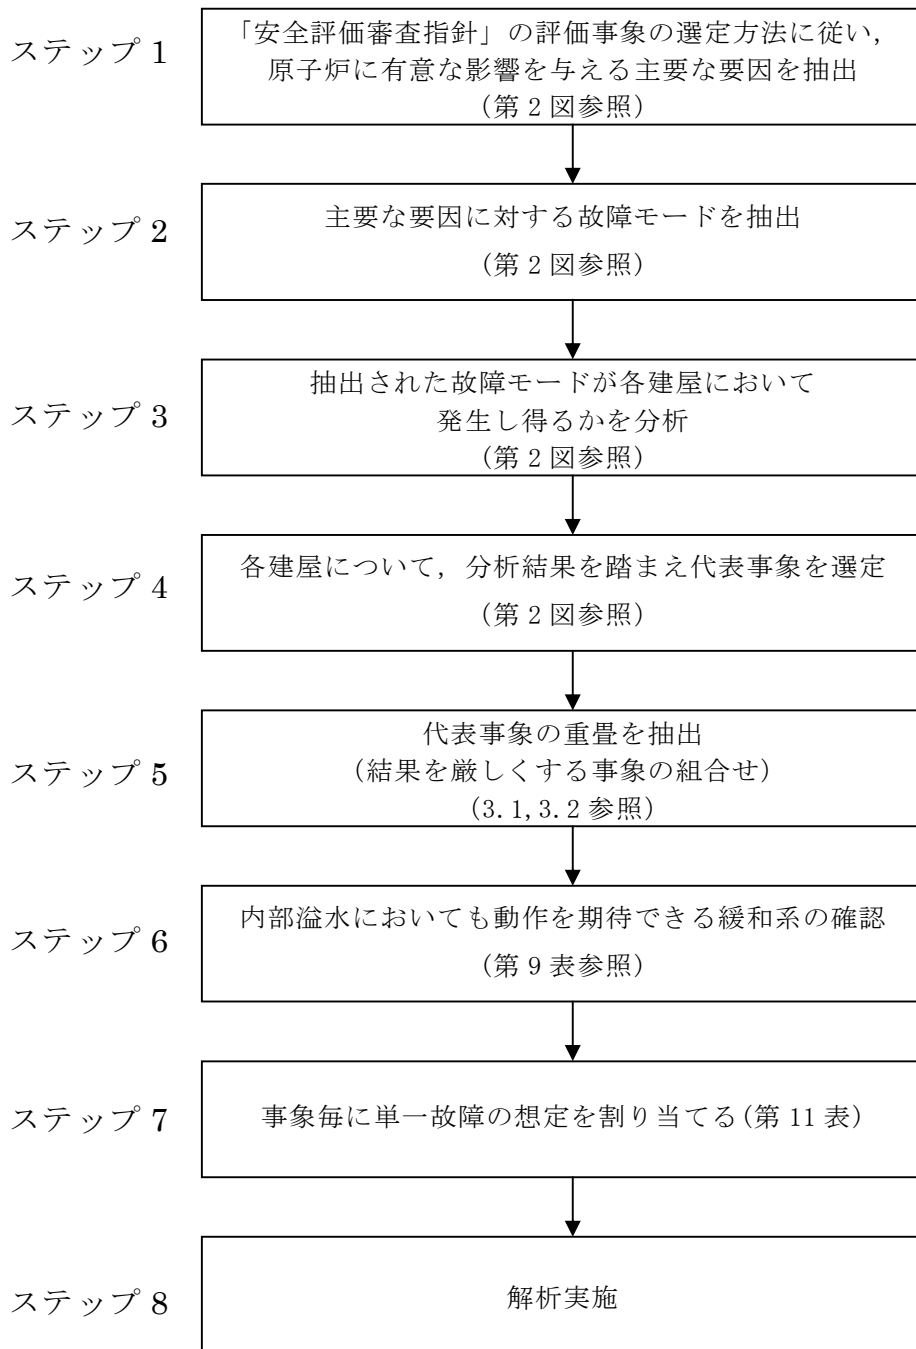 ステップ 1
「安全評価審査指針」の評価事象の選定方法に従い，
原子炉に有意な影響を与える主要な要因を抽出
(第 2 図参照)
ステップ 2
主要な要因に対する故障モードを抽出
(第 2 図参照)
ステップ 3
抽出された故障モードが各建屋において
発生し得るかを分析
(第 2 図参照)
ステップ 4
各建屋について，分析結果を踏まえ代表事象を選定
(第 2 図参照)
ステップ 5
代表事象の重畳を抽出
(結果を厳しくする事象の組合せ)
(3.1,3.2 参照)
ステップ 6
内部溢水においても動作を期待できる緩和系の確認
(第 9 表参照)
ステップ 7
事象毎に単一故障の想定を割り当てる(第 11 表)
ステップ 8
解析実施